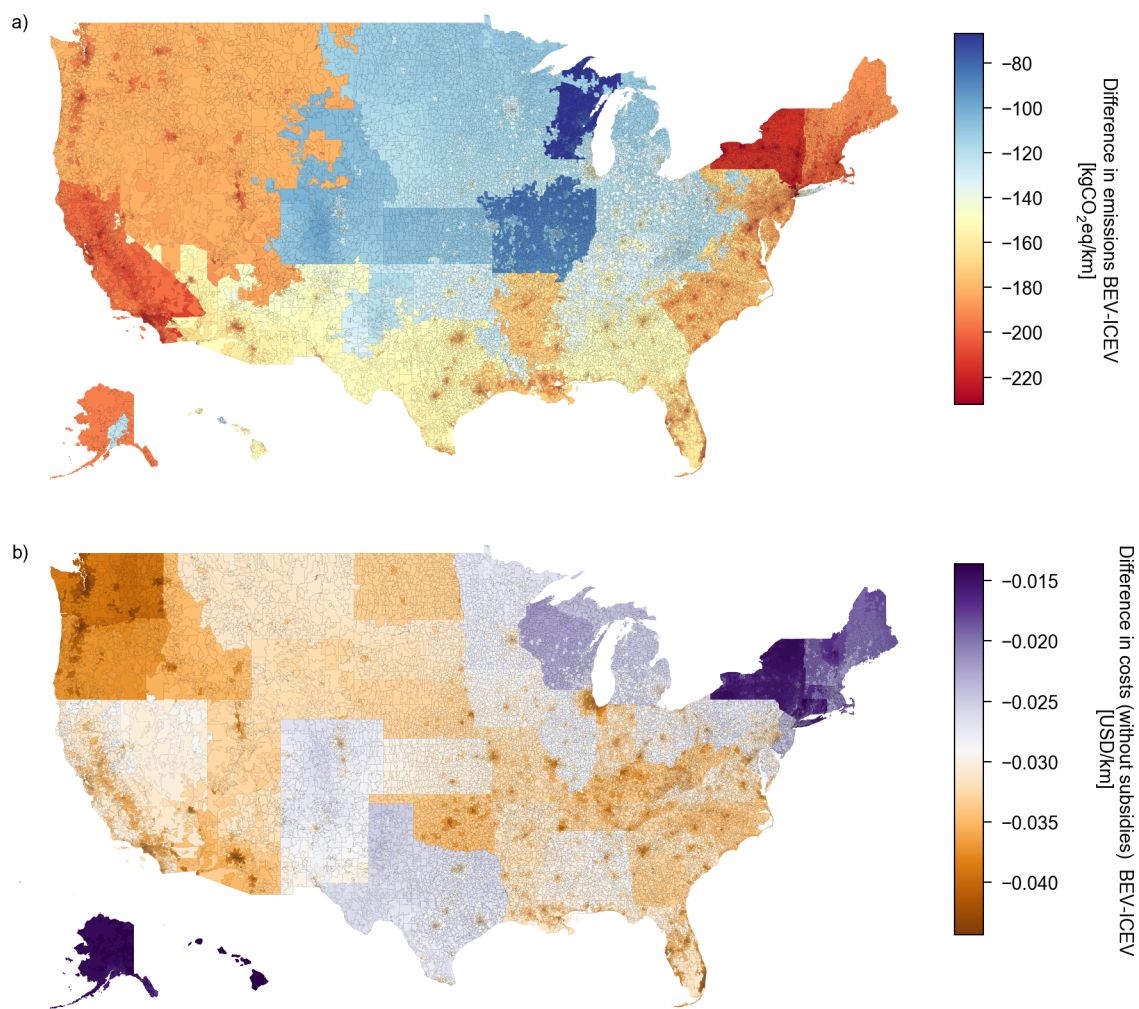 a)
−80
−100
−120
−140
−160
−180
−200
−220
Difference in emissions BEV-ICEV
[kgCO₂eq/km]
b)
−0.015
−0.020
−0.025
−0.030
−0.035
−0.040
Difference in costs (without subsidies) BEV-ICEV
[USD/km]